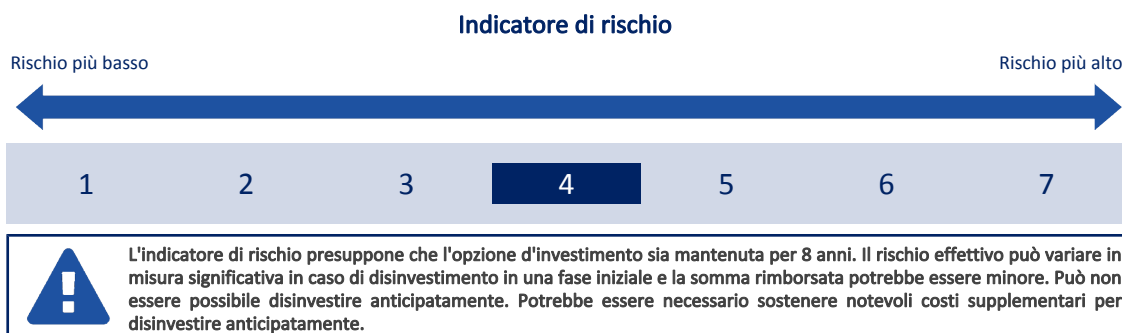 Indicatore di rischio
Rischio più basso
Rischio più alto
1 2 3 4 5 6 7
L'indicatore di rischio presuppone che l'opzione d'investimento sia mantenuta per 8 anni. Il rischio effettivo può variare in
misura significativa in caso di disinvestimento in una fase iniziale e la somma rimborsata potrebbe essere minore. Può non
essere possibile disinvestire anticipatamente. Potrebbe essere necessario sostenere notevoli costi supplementari per
disinvestire anticipatamente.